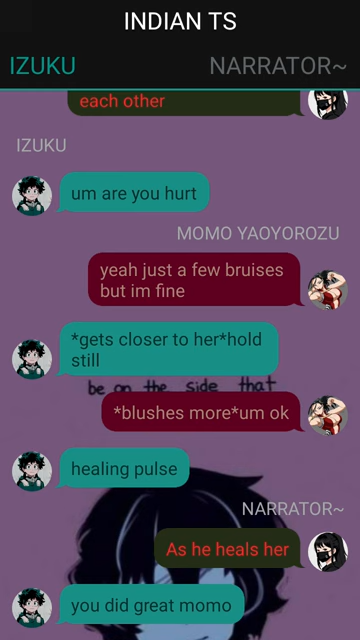 INDIAN TS
IZUKU NARRATOR~
each other
IZUKU
um are you hurt
MOMO YAOYOROZU
yeah just a few bruises
but im fine
*gets closer to her*hold
still
be on the side that
*blushes more*um ok
healing pulse
NARRATOR~
As he heals her
you did great momo